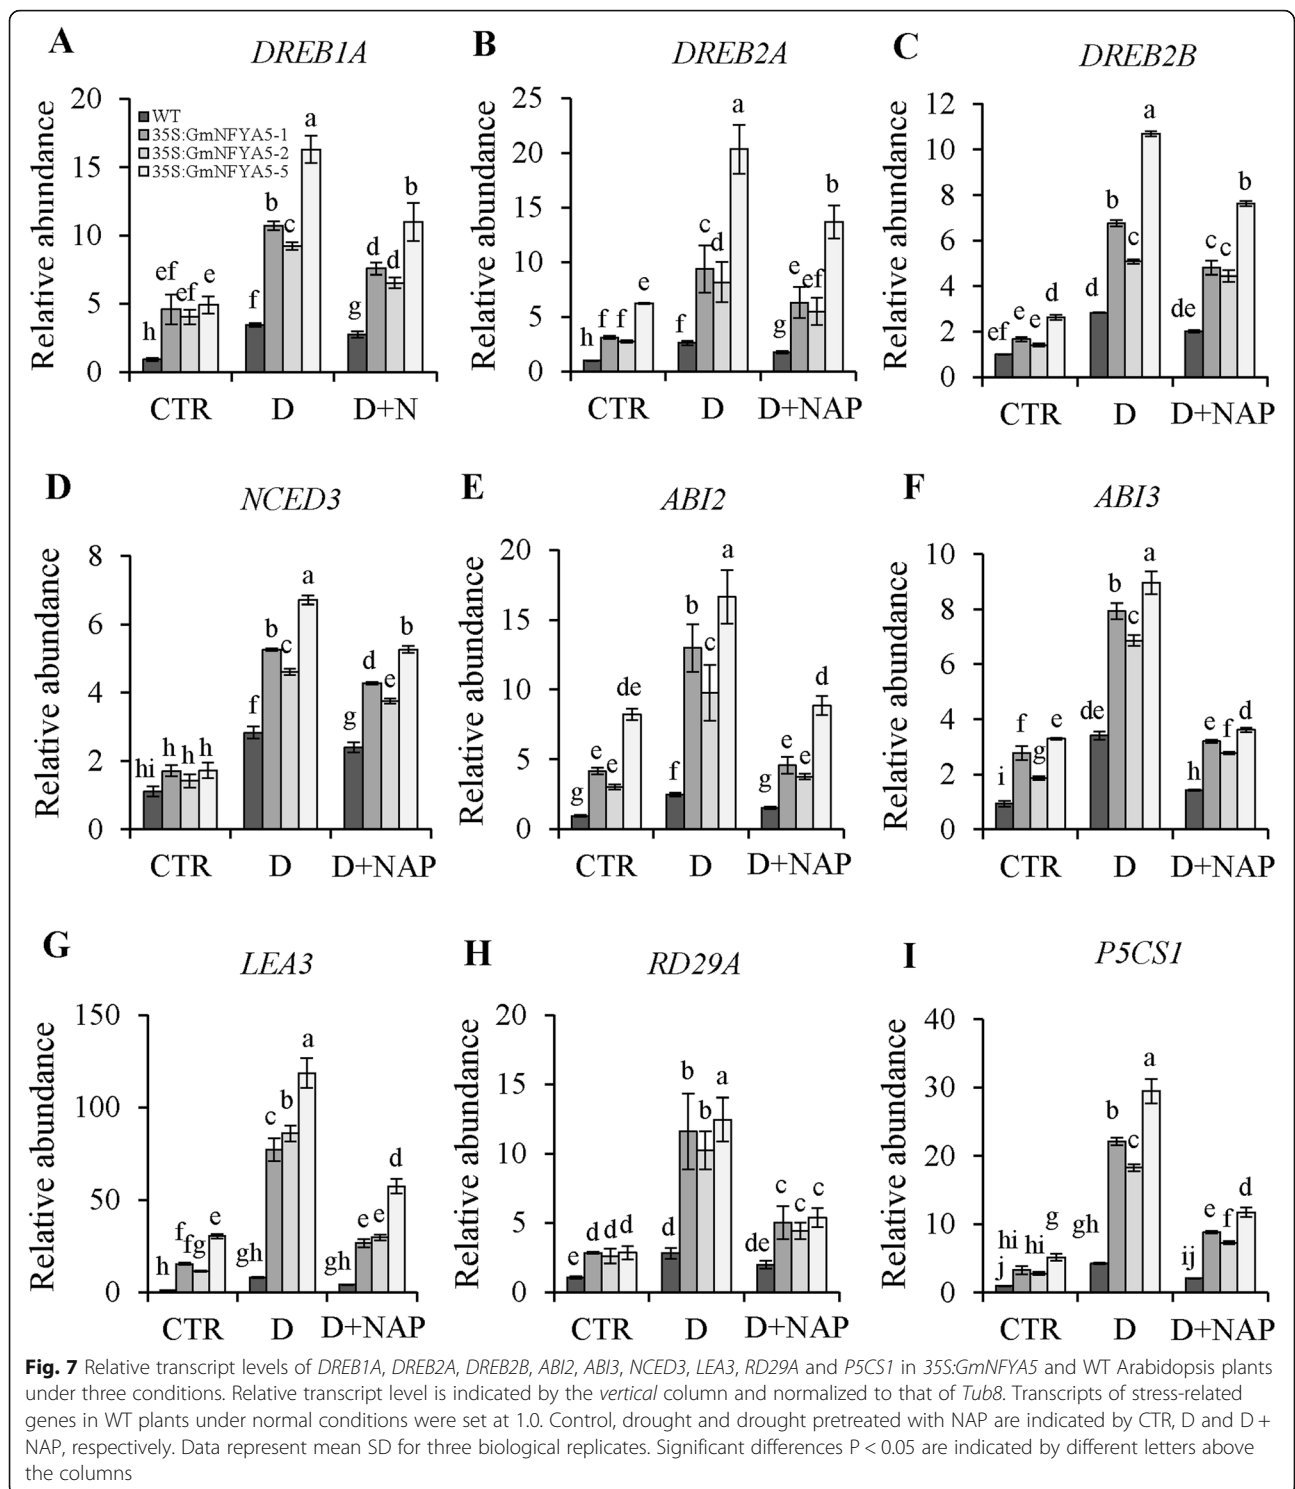 A
DREB1A
20
15
10
5
0
Relative abundance
WT
35S:GmNFYA5-1
35S:GmNFYA5-2
35S:GmNFYA5-5
h ef ef e
f b c a
g d d b
CTR D D+N
B
DREB2A
25
20
15
10
5
0
Relative abundance
h f f e
f c d a
g e ef b
CTR D D+NAP
C
DREB2B
12
10
8
6
4
2
0
Relative abundance
ef e e d
d b c a
de c c b
CTR D D+NAP
D
NCED3
8
6
4
2
0
Relative abundance
hi h h h
f b c a
g d e b
CTR D D+NAP
E
ABI2
20
15
10
5
0
Relative abundance
g e e de
f b c a
g e e d
CTR D D+NAP
F
ABI3
10
8
6
4
2
0
Relative abundance
i f g e
de b c a
h e f d
CTR D D+NAP
G
LEA3
150
100
50
0
Relative abundance
h f fg e
gh c b a
gh e e d
CTR D D+NAP
H
RD29A
20
15
10
5
0
Relative abundance
e d d d
d b b a
de c c c
CTR D D+NAP
I
P5CS1
40
30
20
10
0
Relative abundance
j hi hi g
gh b c a
ij e f d
CTR D D+NAP
Fig. 7 Relative transcript levels of DREB1A, DREB2A, DREB2B, ABI2, ABI3, NCED3, LEA3, RD29A and P5CS1 in 35S:GmNFYA5 and WT Arabidopsis plants
under three conditions. Relative transcript level is indicated by the vertical column and normalized to that of Tub8. Transcripts of stress-related
genes in WT plants under normal conditions were set at 1.0. Control, drought and drought pretreated with NAP are indicated by CTR, D and D +
NAP, respectively. Data represent mean SD for three biological replicates. Significant differences P < 0.05 are indicated by different letters above
the columns